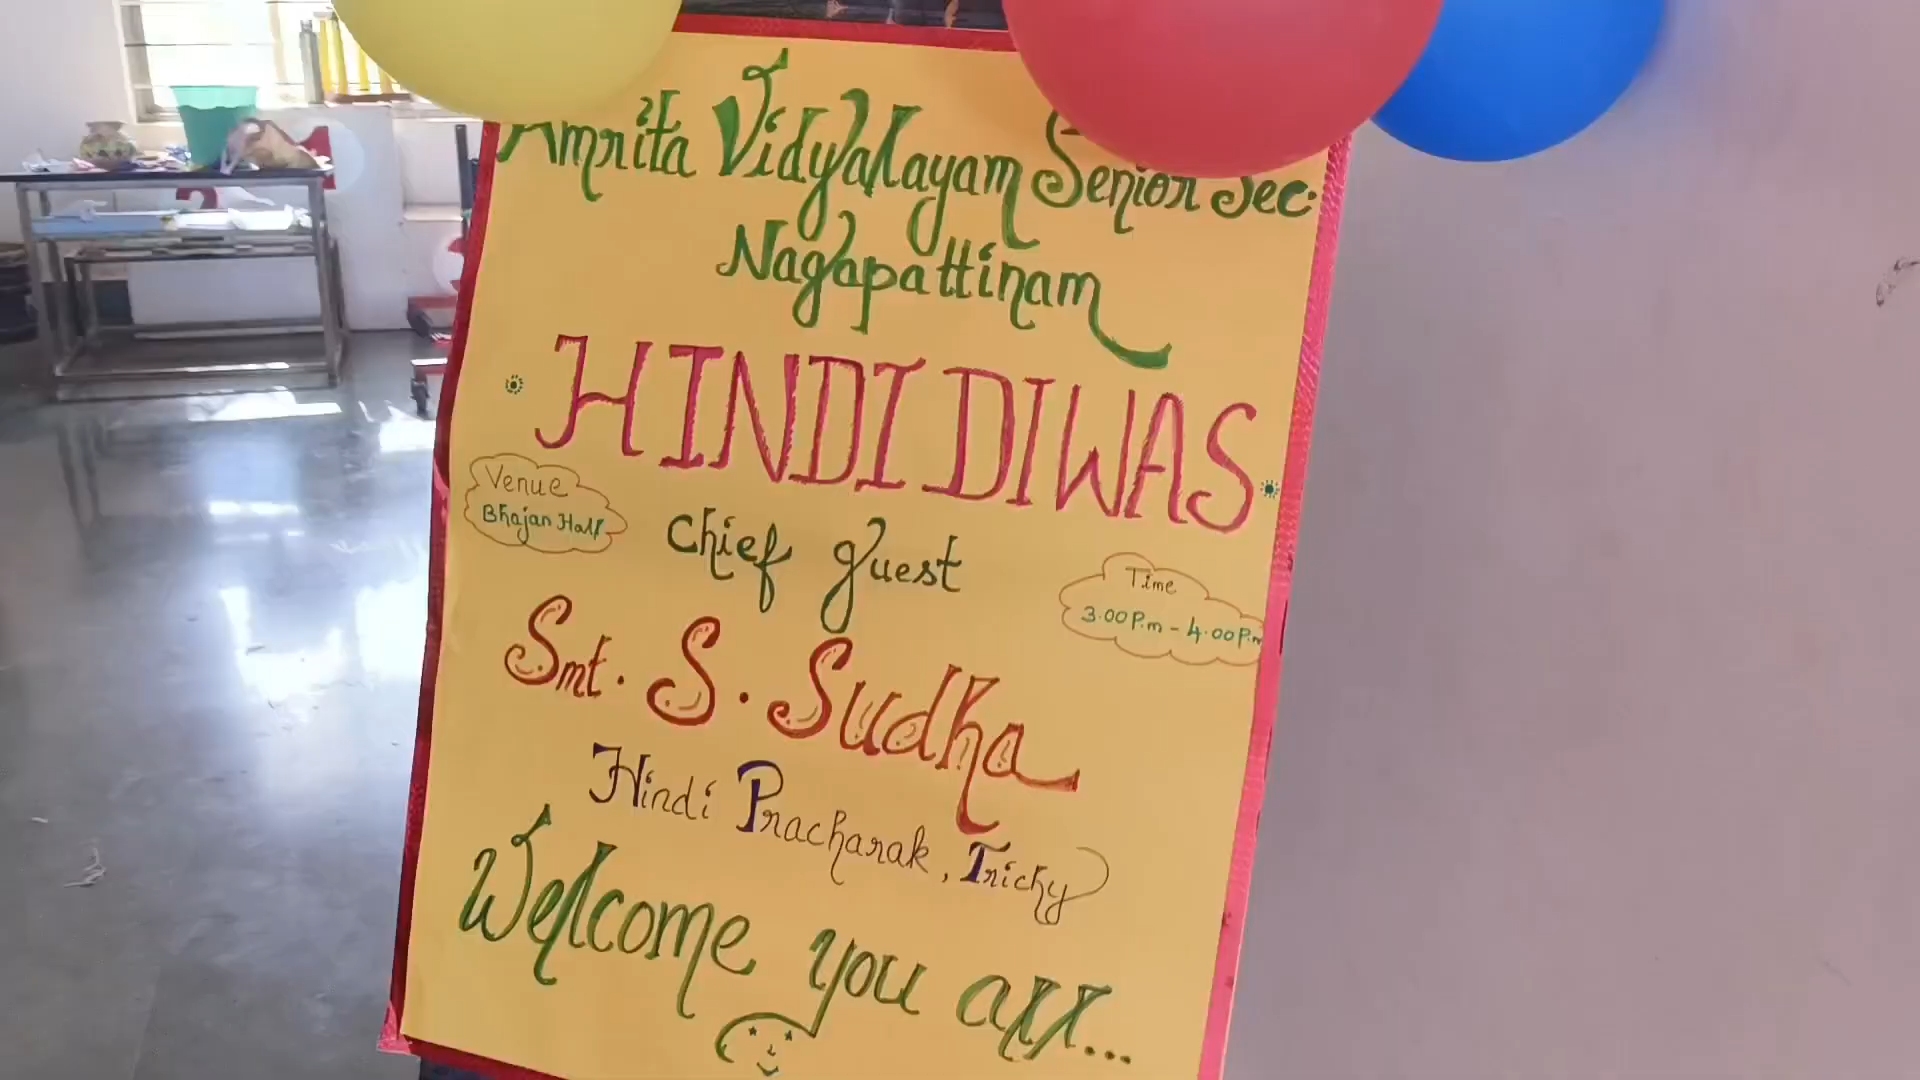 Amrita Vidyalayam Senior Sec.
Nagapattinam
HINDI DIWAS
Venue
Bhajan Hall
Chief guest
Time
3.00 P.m - 4.00 P.m
Smt. S. Sudha
Hindi Pracharak, Trichy
Welcome you all...